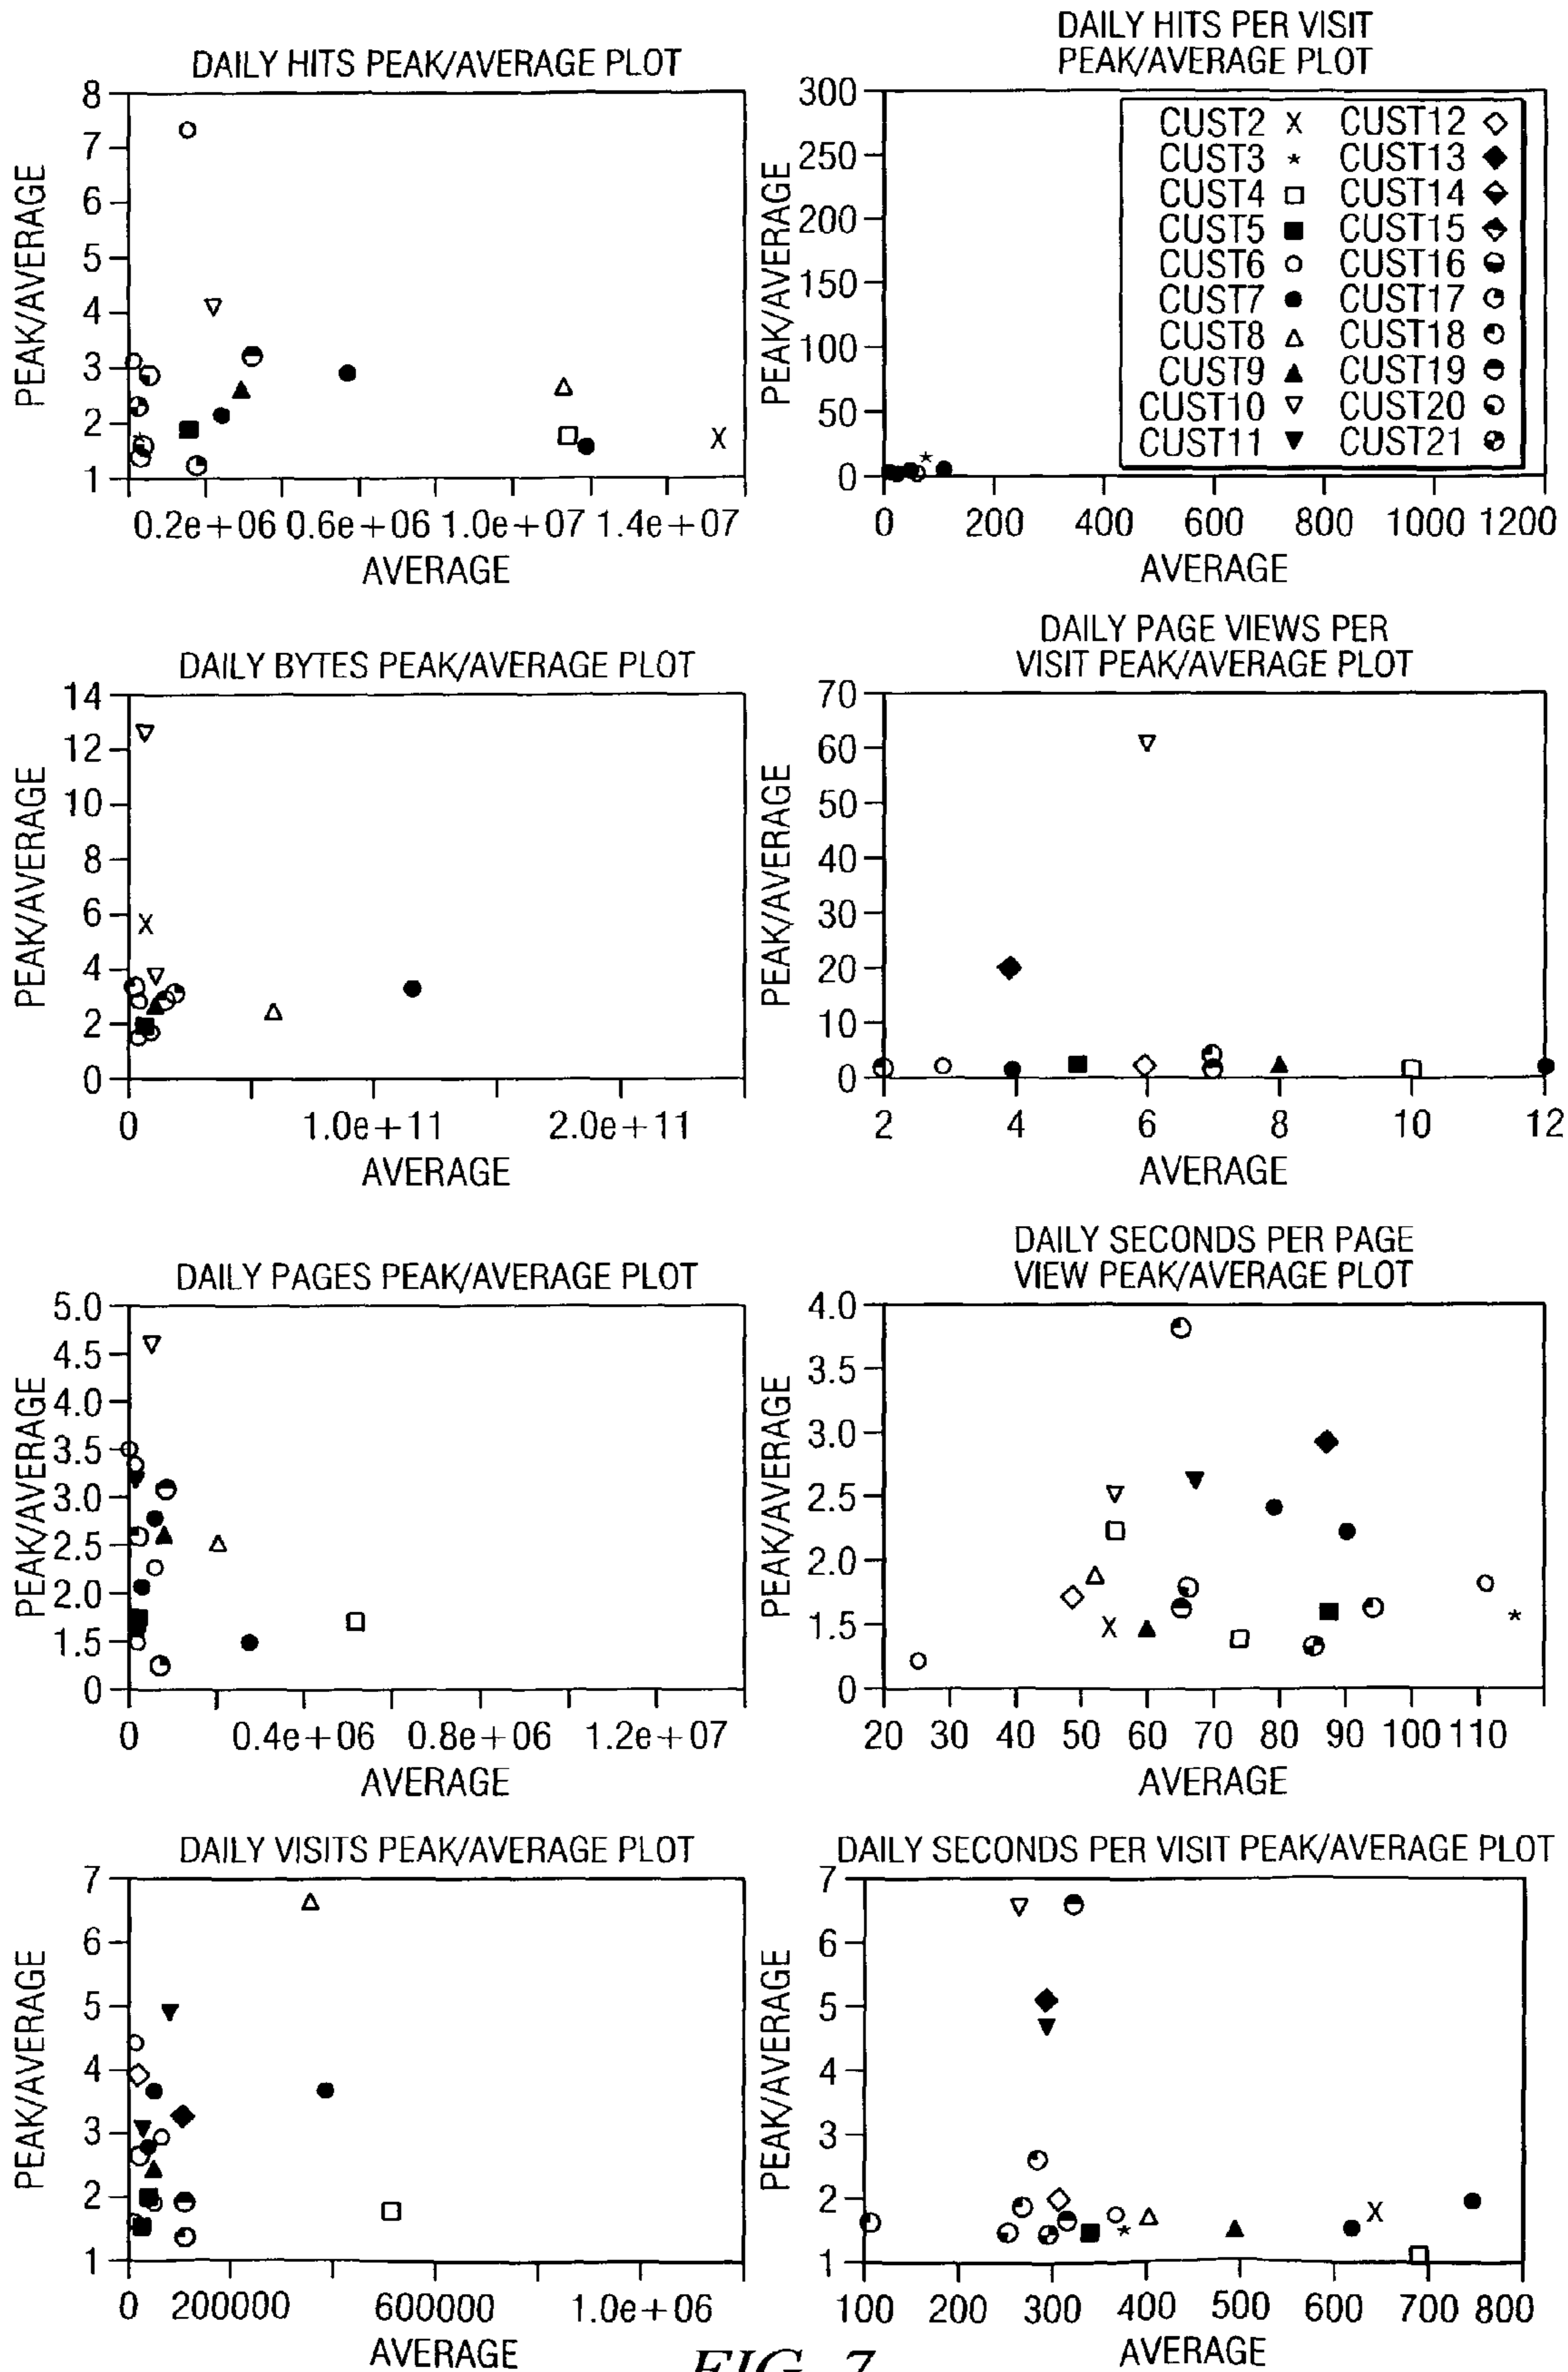 DAILY HITS PEAK/AVERAGE PLOT
PEAK/AVERAGE
8
7
6
5
4
3
2
1
0.2e+06 0.6e+06 1.0e+07 1.4e+07
AVERAGE
DAILY HITS PER VISIT
PEAK/AVERAGE PLOT
PEAK/AVERAGE
300
250
200
150
100
50
0
CUST2 CUST12
CUST3 CUST13
CUST4 CUST14
CUST5 CUST15
CUST6 CUST16
CUST7 CUST17
CUST8 CUST18
CUST9 CUST19
CUST10 CUST20
CUST11 CUST21
0 200 400 600 800 1000 1200
AVERAGE
DAILY BYTES PEAK/AVERAGE PLOT
PEAK/AVERAGE
14
12
10
8
6
4
2
0
0 1.0e+11 2.0e+11
AVERAGE
DAILY PAGE VIEWS PER
VISIT PEAK/AVERAGE PLOT
PEAK/AVERAGE
70
60
50
40
30
20
10
0
2 4 6 8 10 12
AVERAGE
DAILY PAGES PEAK/AVERAGE PLOT
PEAK/AVERAGE
5.0
4.5
4.0
3.5
3.0
2.5
2.0
1.5
0
0 0.4e+06 0.8e+06 1.2e+07
AVERAGE
DAILY SECONDS PER PAGE
VIEW PEAK/AVERAGE PLOT
PEAK/AVERAGE
4.0
3.5
3.0
2.5
2.0
1.5
0
20 30 40 50 60 70 80 90 100 110
AVERAGE
DAILY VISITS PEAK/AVERAGE PLOT
PEAK/AVERAGE
7
6
5
4
3
2
1
0 200000 600000 1.0e+06
AVERAGE
DAILY SECONDS PER VISIT PEAK/AVERAGE PLOT
PEAK/AVERAGE
7
6
5
4
3
2
1
100 200 300 400 500 600 700 800
AVERAGE
FIG. 7